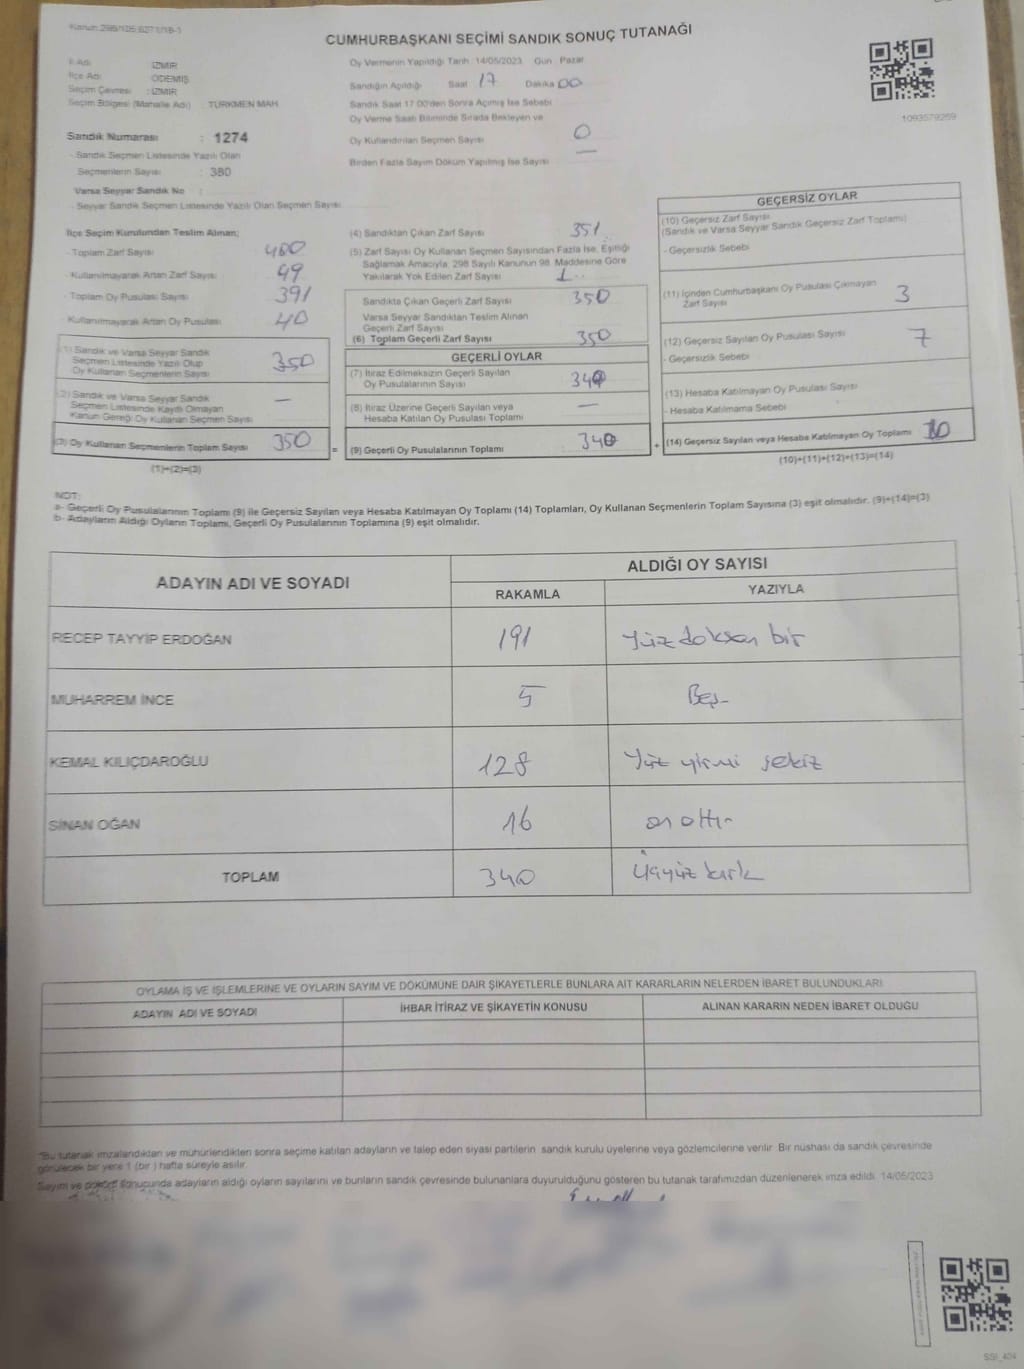 CUMHURBAŞKANI SEÇİMİ SANDIK SONUÇ TUTANAĞI
İl Adı İZMİR
İlçe Adı ÖDEMİŞ
Seçim Çevresi : İZMİR
Seçim Bölgesi (Mahalle Adı) TÜRKMEN MAH
Sandık Numarası : 1274
- Sandık Seçmen Listesinde Yazılı Olan
Seçmenlerin Sayısı : 380
Varsa Seyyar Sandık No :
- Seyyar Sandık Seçmen Listesinde Yazılı Olan Seçmen Sayısı
Oy Vermenin Yapıldığı Tarih 14/05/2023 Gün Pazar
Sandığın Açıldığı Saat 17 Dakika 00
Sandık Saat 17.00'den Sonra Açılmış İse Sebebi
Oy Verme Saati Bitiminde Sırada Bekleyen ve
Oy Kullandırılan Seçmen Sayısı 0
Birden Fazla Sayım Döküm Yapılmış İse Sayısı —
1093579259
İlçe Seçim Kurulundan Teslim Alınan;
- Toplam Zarf Sayısı 400
- Kullanılmayarak Artan Zarf Sayısı 49
- Toplam Oy Pusulası Sayısı 391
- Kullanılmayarak Artan Oy Pusulası 40
(1) Sandık ve Varsa Seyyar Sandık
Seçmen Listesinde Yazılı Olup
Oy Kullanan Seçmenlerin Sayısı 350
(2) Sandık ve Varsa Seyyar Sandık
Seçmen Listesinde Kayıtlı Olmayan
Kanun Gereği Oy Kullanan Seçmen Sayısı —
(3) Oy Kullanan Seçmenlerin Toplam Sayısı 350
(1)+(2)=(3)
(4) Sandıktan Çıkan Zarf Sayısı 351
(5) Zarf Sayısı Oy Kullanan Seçmen Sayısından Fazla İse, Eşitliği
Sağlamak Amacıyla, 298 Sayılı Kanunun 98. Maddesine Göre
Yakılarak Yok Edilen Zarf Sayısı 1
Sandıkta Çıkan Geçerli Zarf Sayısı 350
Varsa Seyyar Sandıktan Teslim Alınan
Geçerli Zarf Sayısı
(6) Toplam Geçerli Zarf Sayısı 350
GEÇERLİ OYLAR
(7) İtiraz Edilmeksizin Geçerli Sayılan
Oy Pusulalarının Sayısı 340
(8) İtiraz Üzerine Geçerli Sayılan veya
Hesaba Katılan Oy Pusulası Toplamı —
= (9) Geçerli Oy Pusulalarının Toplamı 340
GEÇERSİZ OYLAR
(10) Geçersiz Zarf Sayısı
(Sandık ve Varsa Seyyar Sandık Geçersiz Zarf Toplamı)
- Geçersizlik Sebebi
(11) İçinden Cumhurbaşkanı Oy Pusulası Çıkmayan
Zarf Sayısı 3
(12) Geçersiz Sayılan Oy Pusulası Sayısı 7
- Geçersizlik Sebebi
(13) Hesaba Katılmayan Oy Pusulası Sayısı
- Hesaba Katılmama Sebebi
+ (14) Geçersiz Sayılan veya Hesaba Katılmayan Oy Toplamı 10
(10)+(11)+(12)+(13)=(14)
NOT:
a- Geçerli Oy Pusulalarının Toplamı (9) ile Geçersiz Sayılan veya Hesaba Katılmayan Oy Toplamı (14) Toplamları, Oy Kullanan Seçmenlerin Toplam Sayısına (3) eşit olmalıdır. (9)+(14)=(3)
b- Adayların Aldığı Oyların Toplamı, Geçerli Oy Pusulalarının Toplamına (9) eşit olmalıdır.
ADAYIN ADI VE SOYADI ALDIĞI OY SAYISI
RAKAMLA YAZIYLA
RECEP TAYYİP ERDOĞAN 191 Yüz doksan bir
MUHARREM İNCE 5 Beş
KEMAL KILIÇDAROĞLU 128 Yüz yirmi sekiz
SİNAN OĞAN 16 on altı
TOPLAM 340 üçyüz kırk
OYLAMA İŞ VE İŞLEMLERİNE VE OYLARIN SAYIM VE DÖKÜMÜNE DAİR ŞİKAYETLERLE BUNLARA AİT KARARLARIN NELERDEN İBARET BULUNDUKLARI
ADAYIN ADI VE SOYADI İHBAR İTİRAZ VE ŞİKAYETİN KONUSU ALINAN KARARIN NEDEN İBARET OLDUĞU
*Bu tutanak imzalandıktan ve mühürlendikten sonra seçime katılan adayların ve talep eden siyasi partilerin sandık kurulu üyelerine veya gözlemcilerine verilir. Bir nüshası da sandık çevresinde
görülecek bir yere 1 (bir) hafta süreyle asılır.
Sayım ve döküm sonucunda adayların aldığı oyların sayılarını ve bunların sandık çevresinde bulunanlara duyurulduğunu gösteren bu tutanak tarafımızdan düzenlenerek imza edildi. 14/05/2023